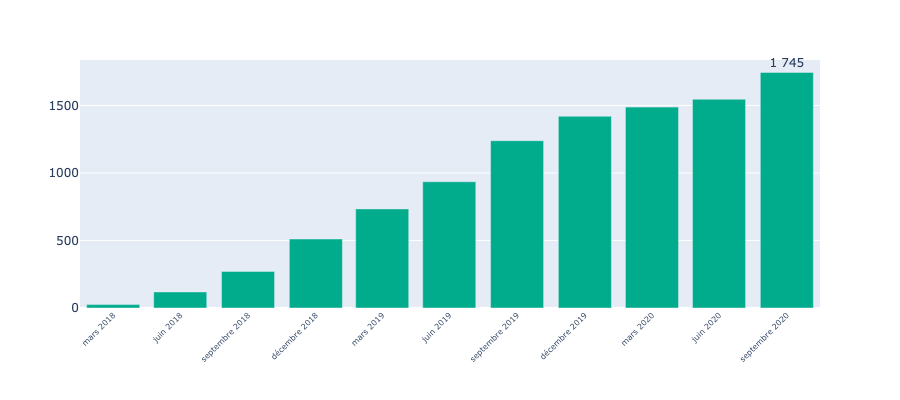 1 745
1500
1000
500
0
mars 2018
juin 2018
septembre 2018
décembre 2018
mars 2019
juin 2019
septembre 2019
décembre 2019
mars 2020
juin 2020
septembre 2020